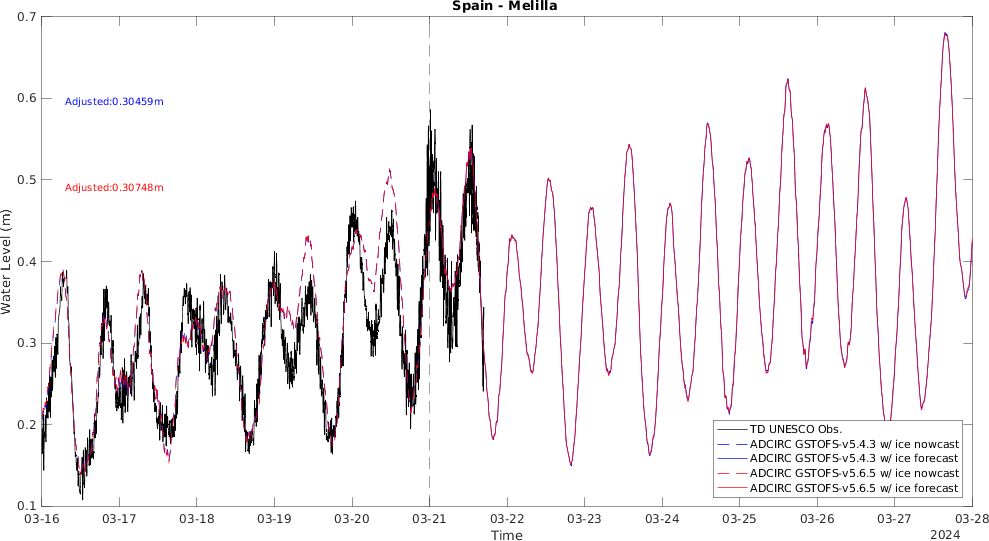 Spain - Melilla
0.7
0.6
0.5
0.4
0.3
0.2
0.1
Water Level (m)
Adjusted:0.30459m
Adjusted:0.30748m
TD UNESCO Obs.
ADCIRC GSTOFS-v5.4.3 w/ ice nowcast
ADCIRC GSTOFS-v5.4.3 w/ ice forecast
ADCIRC GSTOFS-v5.6.5 w/ ice nowcast
ADCIRC GSTOFS-v5.6.5 w/ ice forecast
03-16 03-17 03-18 03-19 03-20 03-21 03-22 03-23 03-24 03-25 03-26 03-27 03-28
Time
2024